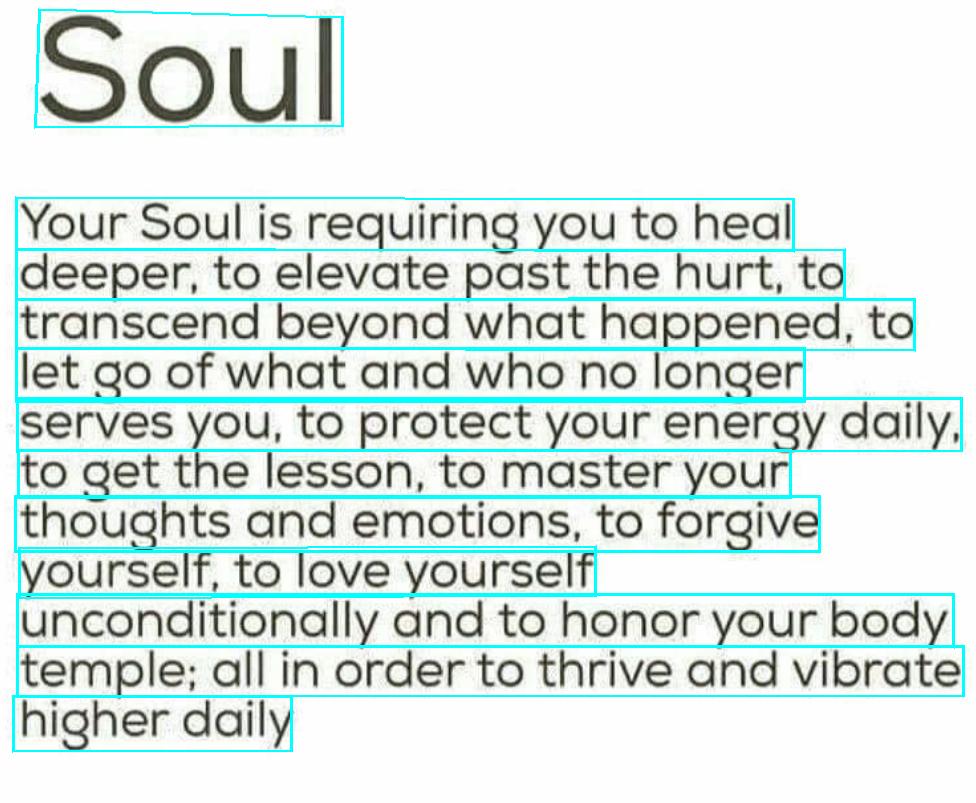 Soul
Your Soul is requiring you to heal
deeper, to elevate past the hurt, to
transcend beyond what happened, to
let go of what and who no longer
serves you, to protect your energy daily,
to get the lesson, to master your
thoughts and emotions, to forgive
yourself, to love yourself
unconditionally and to honor your body
temple; all in order to thrive and vibrate
higher daily